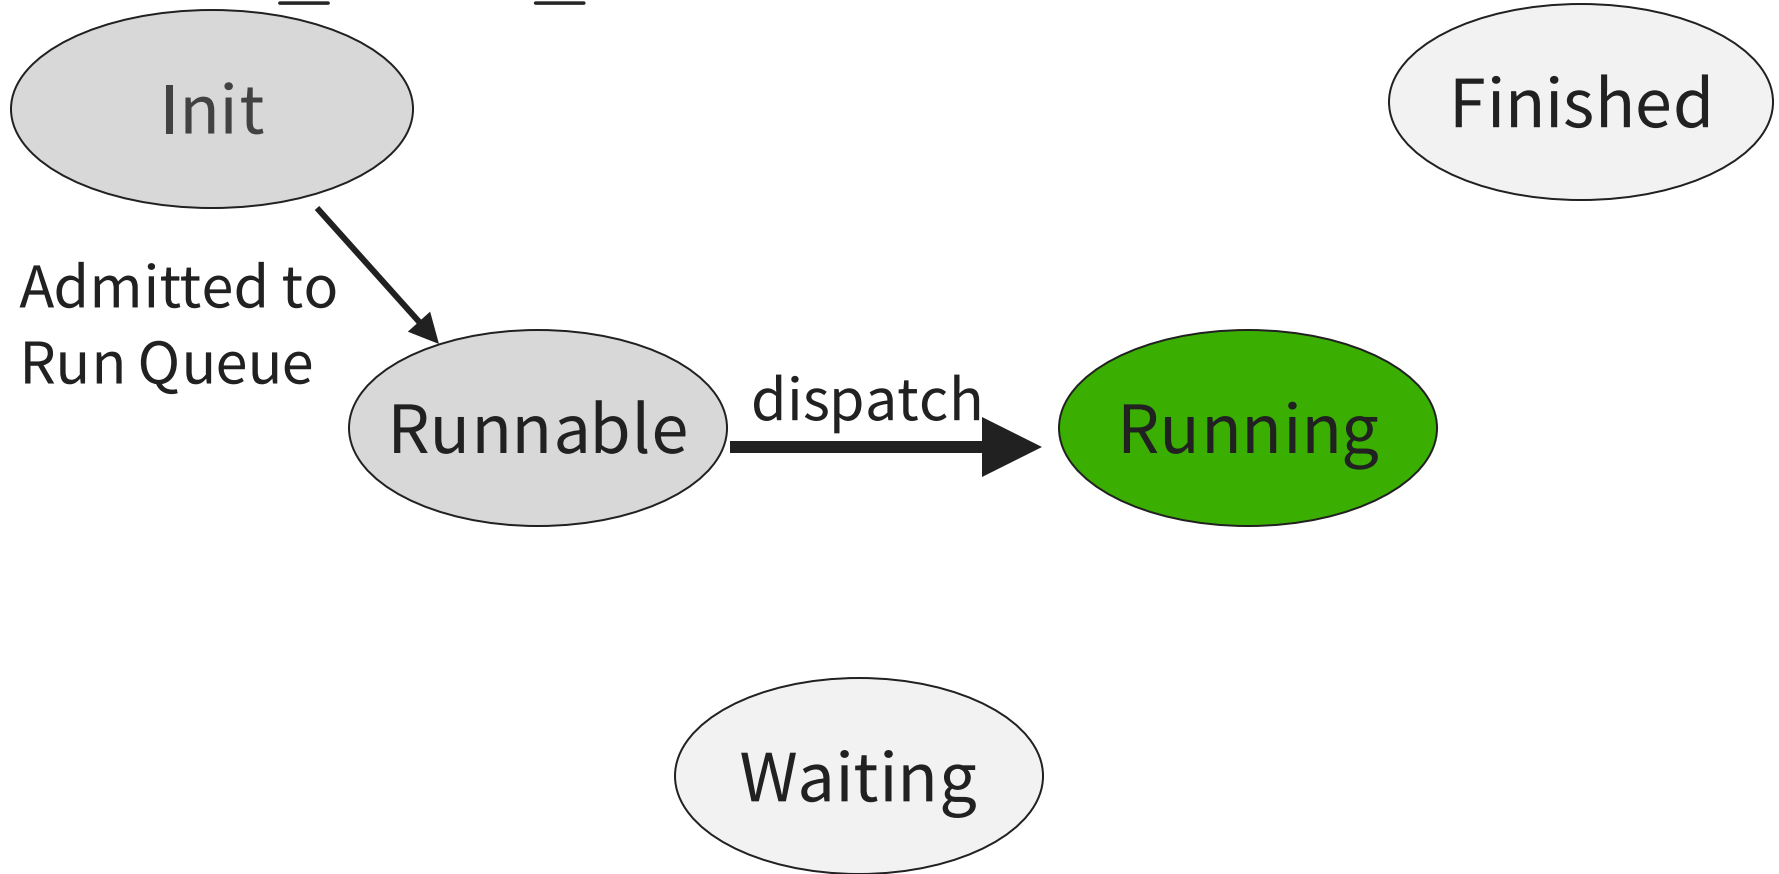 Init
Finished
Admitted to
Run Queue
dispatch
Runnable
Running
Waiting